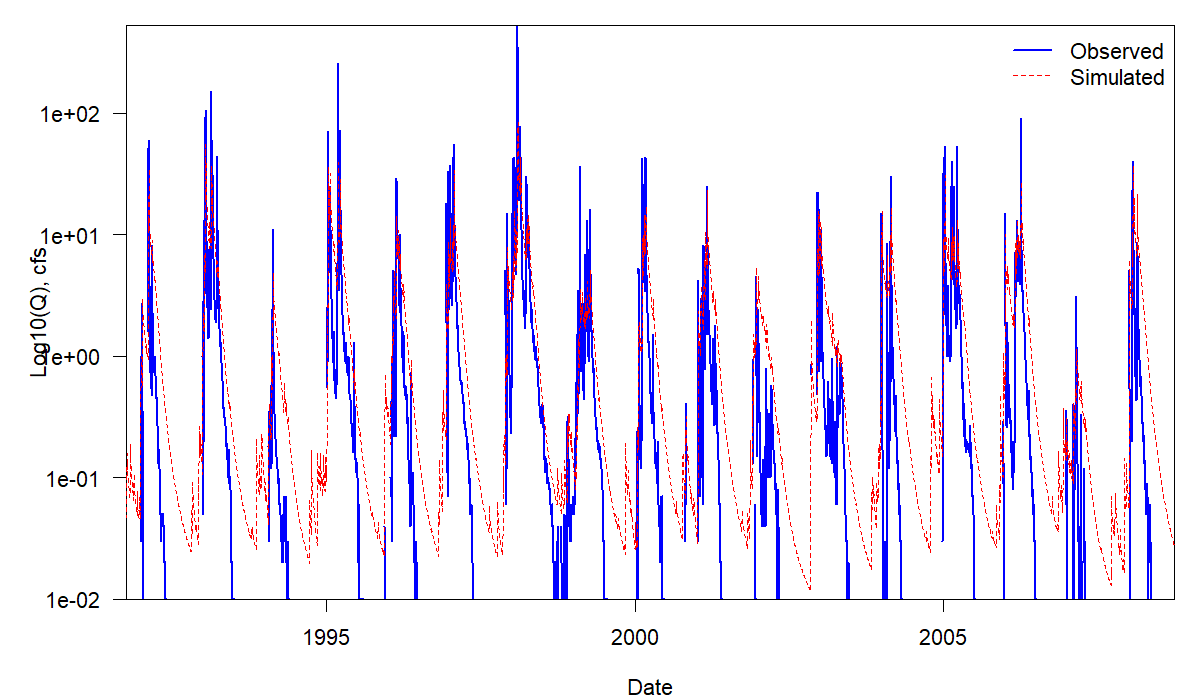 Observed
Simulated
1e+02
1e+01
1e+00
1e-01
1e-02
Log10(Q), cfs
1995 2000 2005
Date